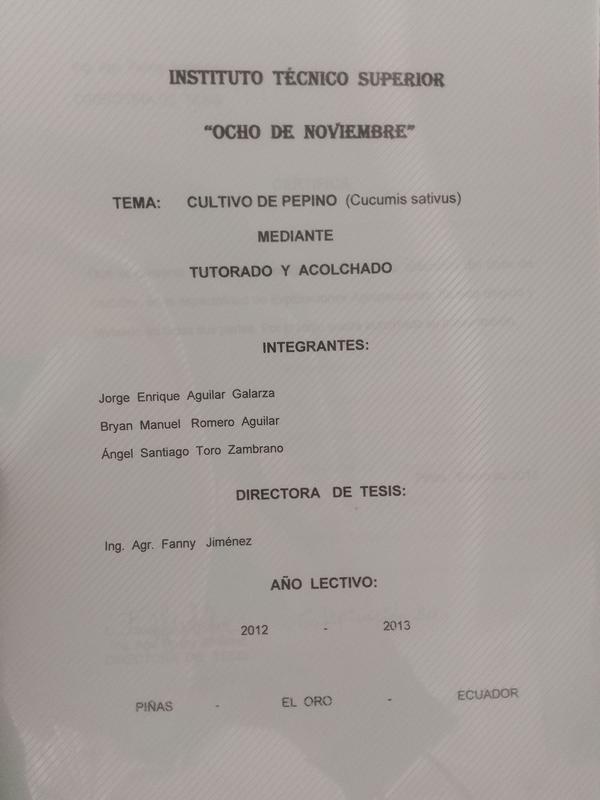 INSTITUTO TÉCNICO SUPERIOR
“OCHO DE NOVIEMBRE”
TEMA: CULTIVO DE PEPINO (Cucumis sativus)
MEDIANTE
TUTORADO Y ACOLCHADO
INTEGRANTES:
Jorge Enrique Aguilar Galarza
Bryan Manuel Romero Aguilar
Ángel Santiago Toro Zambrano
DIRECTORA DE TESIS:
Ing. Agr. Fanny Jiménez
AÑO LECTIVO:
2012 - 2013
PIÑAS - EL ORO - ECUADOR